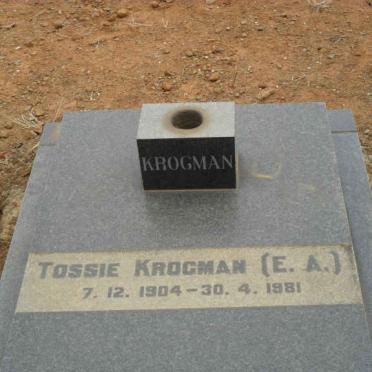 KROGMAN
TOSSIE KROGMAN (E. A.)
7. 12. 1904 – 30. 4. 1981